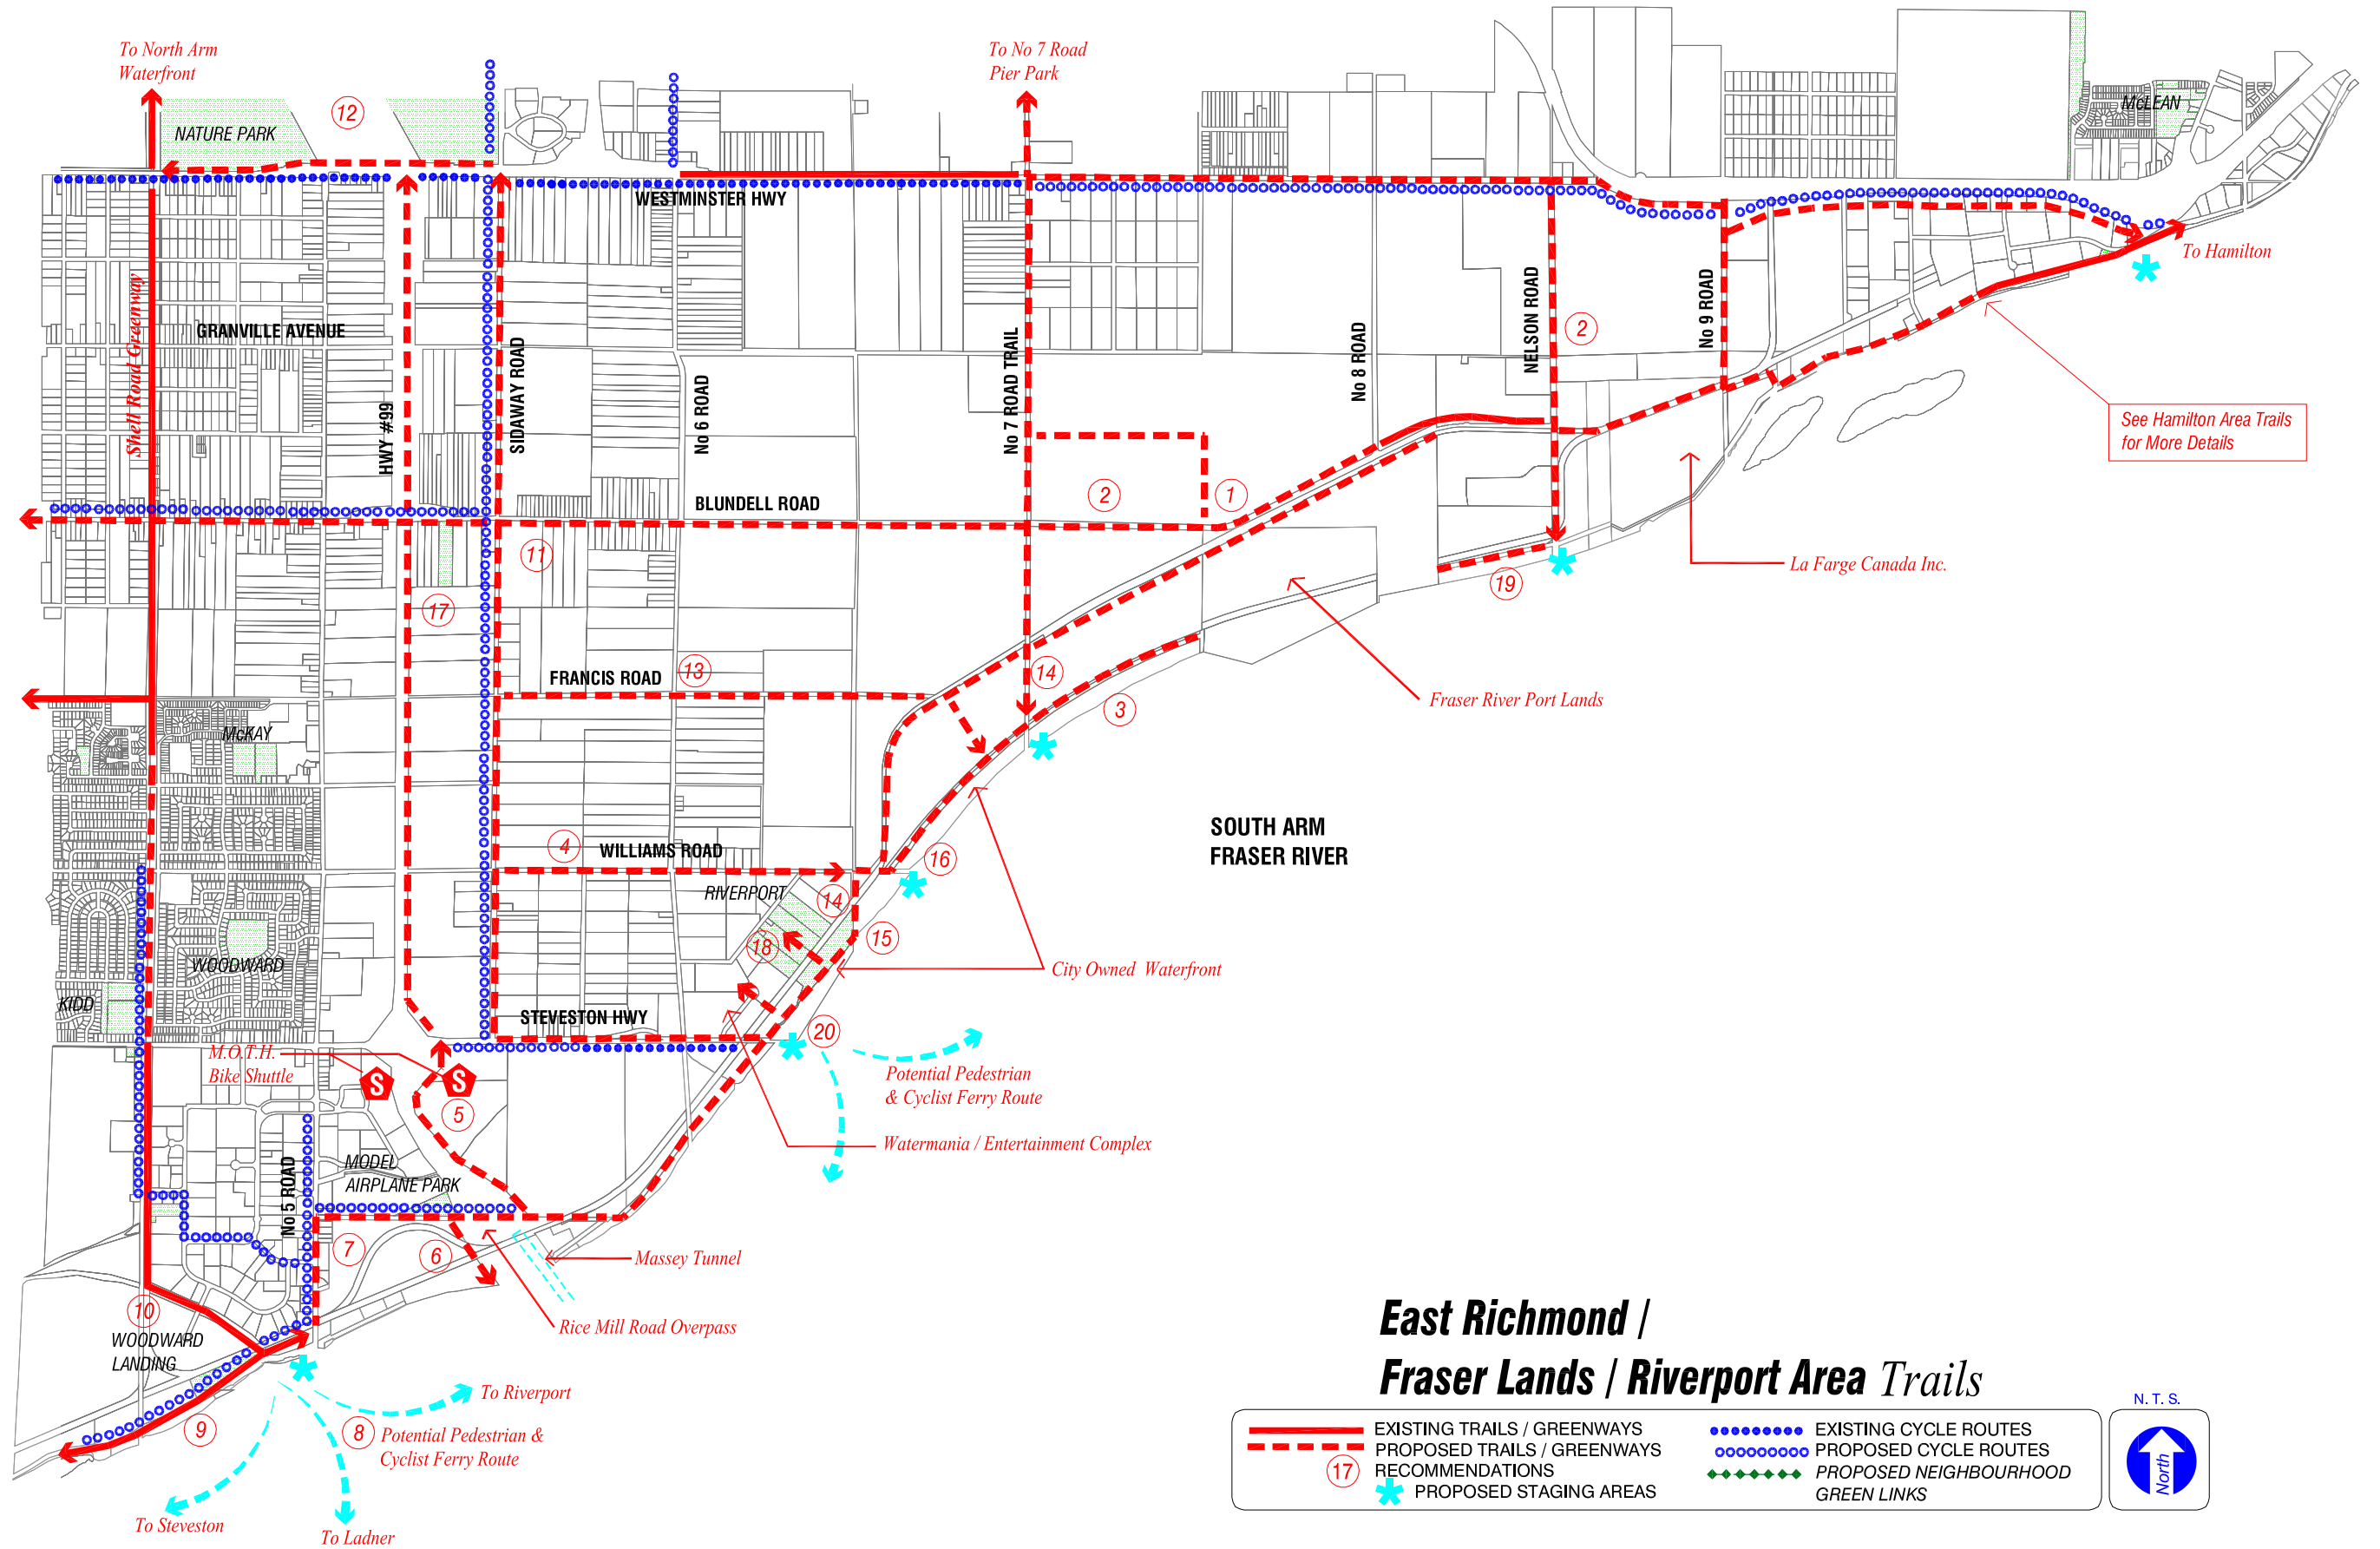 To North Arm
Waterfront
To No 7 Road
Pier Park
12
NATURE PARK
McLEAN
WESTMINSTER HWY
To Hamilton
Shell Road Greenway
GRANVILLE AVENUE
HWY #99
SIDAWAY ROAD
No 6 ROAD
No 7 ROAD TRAIL
No 8 ROAD
NELSON ROAD
2
No 9 ROAD
See Hamilton Area Trails
for More Details
BLUNDELL ROAD
2
1
11
La Farge Canada Inc.
19
17
FRANCIS ROAD
13
14
3
Fraser River Port Lands
McKAY
SOUTH ARM
FRASER RIVER
4
WILLIAMS ROAD
16
RIVERPORT
14
15
18
WOODWARD
City Owned Waterfront
KIDD
STEVESTON HWY
20
M.O.T.H.
Bike Shuttle
S
S
Potential Pedestrian
& Cyclist Ferry Route
5
Watermania / Entertainment Complex
No 5 ROAD
MODEL
AIRPLANE PARK
7
6
Massey Tunnel
10
Rice Mill Road Overpass
WOODWARD
LANDING
To Riverport
9
8
Potential Pedestrian &
Cyclist Ferry Route
To Steveston
To Ladner
East Richmond /
Fraser Lands / Riverport Area Trails
EXISTING TRAILS / GREENWAYS
PROPOSED TRAILS / GREENWAYS
17
RECOMMENDATIONS
PROPOSED STAGING AREAS
EXISTING CYCLE ROUTES
PROPOSED CYCLE ROUTES
PROPOSED NEIGHBOURHOOD
GREEN LINKS
N. T. S.
North